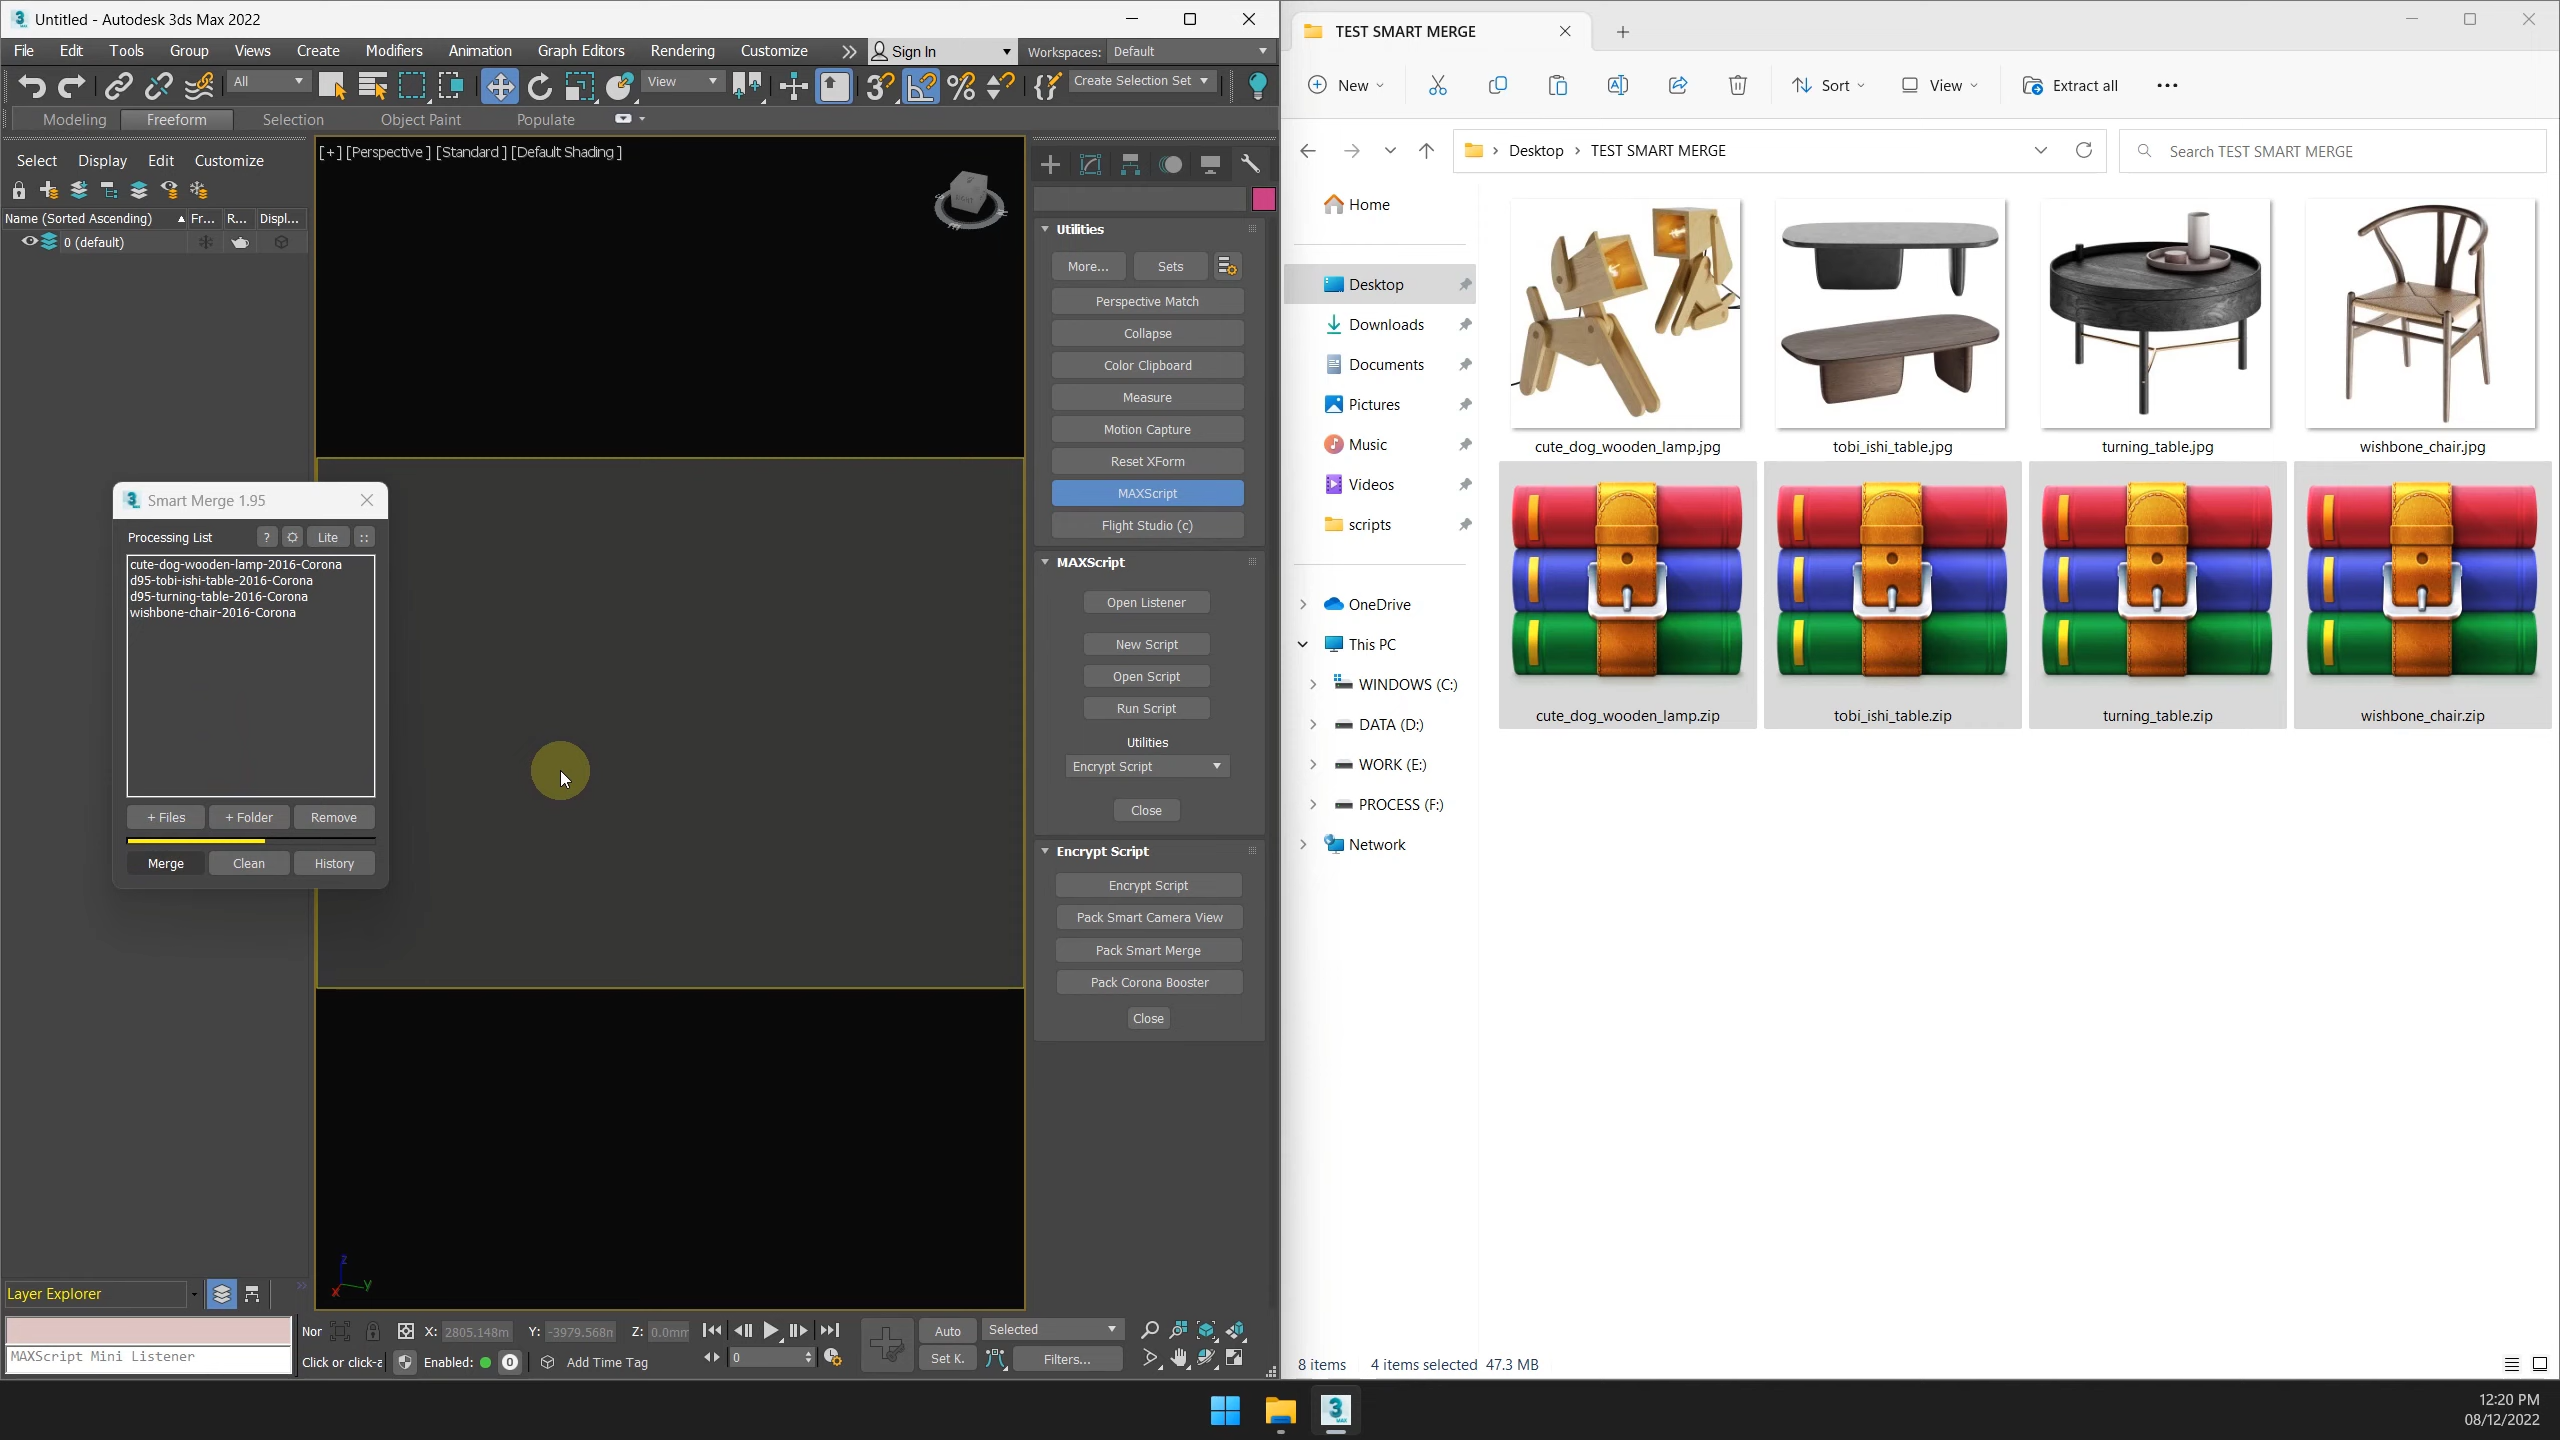 Untitled - Autodesk 3ds Max 2022
File Edit Tools Group Views Create Modifiers Animation Graph Editors Rendering Customize
Sign In
Workspaces: Default
All
View
Create Selection Set
Modeling Freeform Selection Object Paint Populate
Select Display Edit Customize
Name (Sorted Ascending) Fr... R... Displ...
0 (default)
[+] [Perspective ] [Standard ] [Default Shading ]
Smart Merge 1.95
Processing List ? Lite
cute-dog-wooden-lamp-2016-Corona
d95-tobi-ishi-table-2016-Corona
d95-turning-table-2016-Corona
wishbone-chair-2016-Corona
+ Files + Folder Remove
Merge Clean History
z
x
y
Utilities
More... Sets
Perspective Match
Collapse
Color Clipboard
Measure
Motion Capture
Reset XForm
MAXScript
Flight Studio (c)
MAXScript
Open Listener
New Script
Open Script
Run Script
Utilities
Encrypt Script
Close
Encrypt Script
Encrypt Script
Pack Smart Camera View
Pack Smart Merge
Pack Corona Booster
Close
Layer Explorer
MAXScript Mini Listener
Nor X: 2805.148m Y: -3979.568m Z: 0.0mm
Click or click-a Enabled: 0 Add Time Tag
0
Auto Selected
Set K. Filters...
TEST SMART MERGE
New Sort View Extract all
Desktop TEST SMART MERGE
Search TEST SMART MERGE
Home
Desktop
Downloads
Documents
Pictures
Music
Videos
scripts
OneDrive
This PC
WINDOWS (C:)
DATA (D:)
WORK (E:)
PROCESS (F:)
Network
cute_dog_wooden_lamp.jpg
tobi_ishi_table.jpg
turning_table.jpg
wishbone_chair.jpg
cute_dog_wooden_lamp.zip
tobi_ishi_table.zip
turning_table.zip
wishbone_chair.zip
8 items 4 items selected 47.3 MB
12:20 PM
08/12/2022